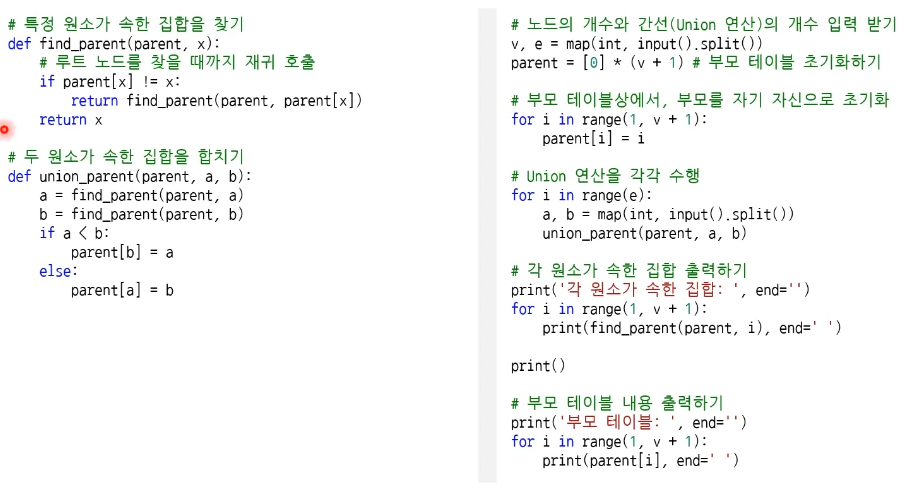 # 특정 원소가 속한 집합을 찾기
def find_parent(parent, x):
    # 루트 노드를 찾을 때까지 재귀 호출
    if parent[x] != x:
        return find_parent(parent, parent[x])
    return x

# 두 원소가 속한 집합을 합치기
def union_parent(parent, a, b):
    a = find_parent(parent, a)
    b = find_parent(parent, b)
    if a < b:
        parent[b] = a
    else:
        parent[a] = b

# 노드의 개수와 간선(Union 연산)의 개수 입력 받기
v, e = map(int, input().split())
parent = [0] * (v + 1) # 부모 테이블 초기화하기

# 부모 테이블상에서, 부모를 자기 자신으로 초기화
for i in range(1, v + 1):
    parent[i] = i

# Union 연산을 각각 수행
for i in range(e):
    a, b = map(int, input().split())
    union_parent(parent, a, b)

# 각 원소가 속한 집합 출력하기
print('각 원소가 속한 집합: ', end='')
for i in range(1, v + 1):
    print(find_parent(parent, i), end=' ')

print()

# 부모 테이블 내용 출력하기
print('부모 테이블: ', end='')
for i in range(1, v + 1):
    print(parent[i], end=' ')